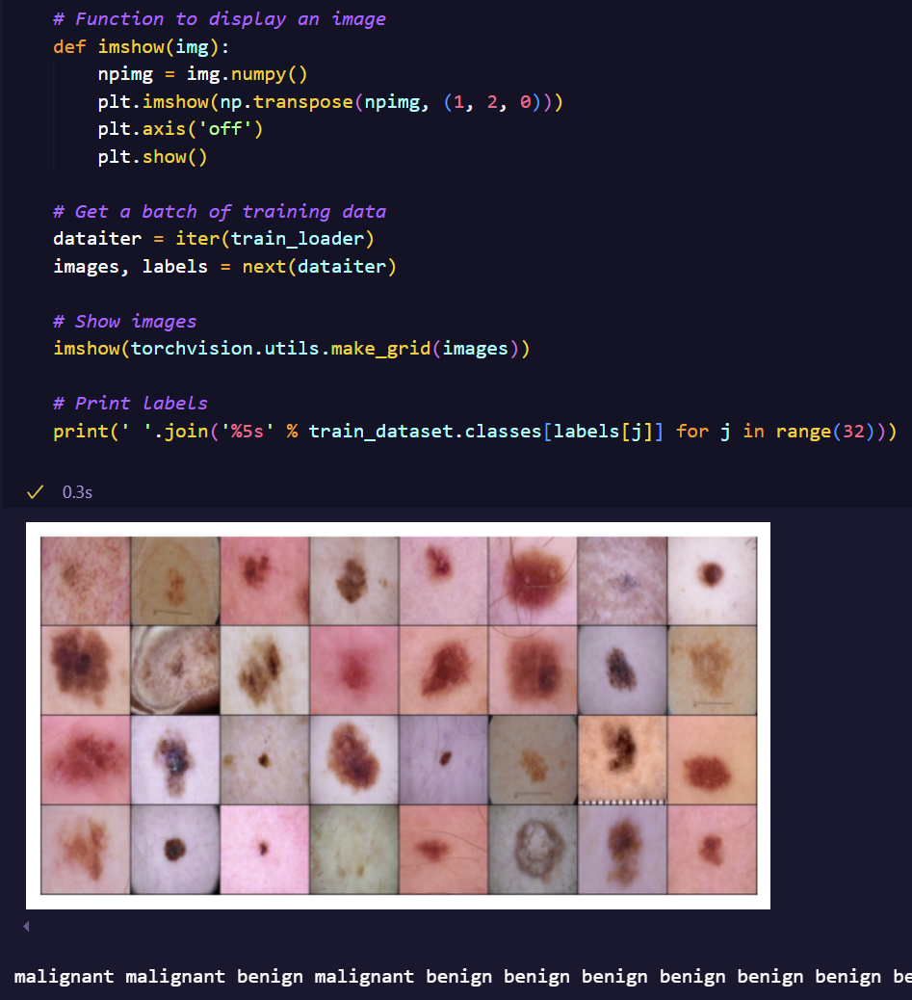 # Function to display an image
def imshow(img):
    npimg = img.numpy()
    plt.imshow(np.transpose(npimg, (1, 2, 0)))
    plt.axis('off')
    plt.show()

# Get a batch of training data
dataiter = iter(train_loader)
images, labels = next(dataiter)

# Show images
imshow(torchvision.utils.make_grid(images))

# Print labels
print(' '.join('%5s' % train_dataset.classes[labels[j]] for j in range(32)))
0.3s
malignant malignant benign malignant benign benign benign benign benign benign be